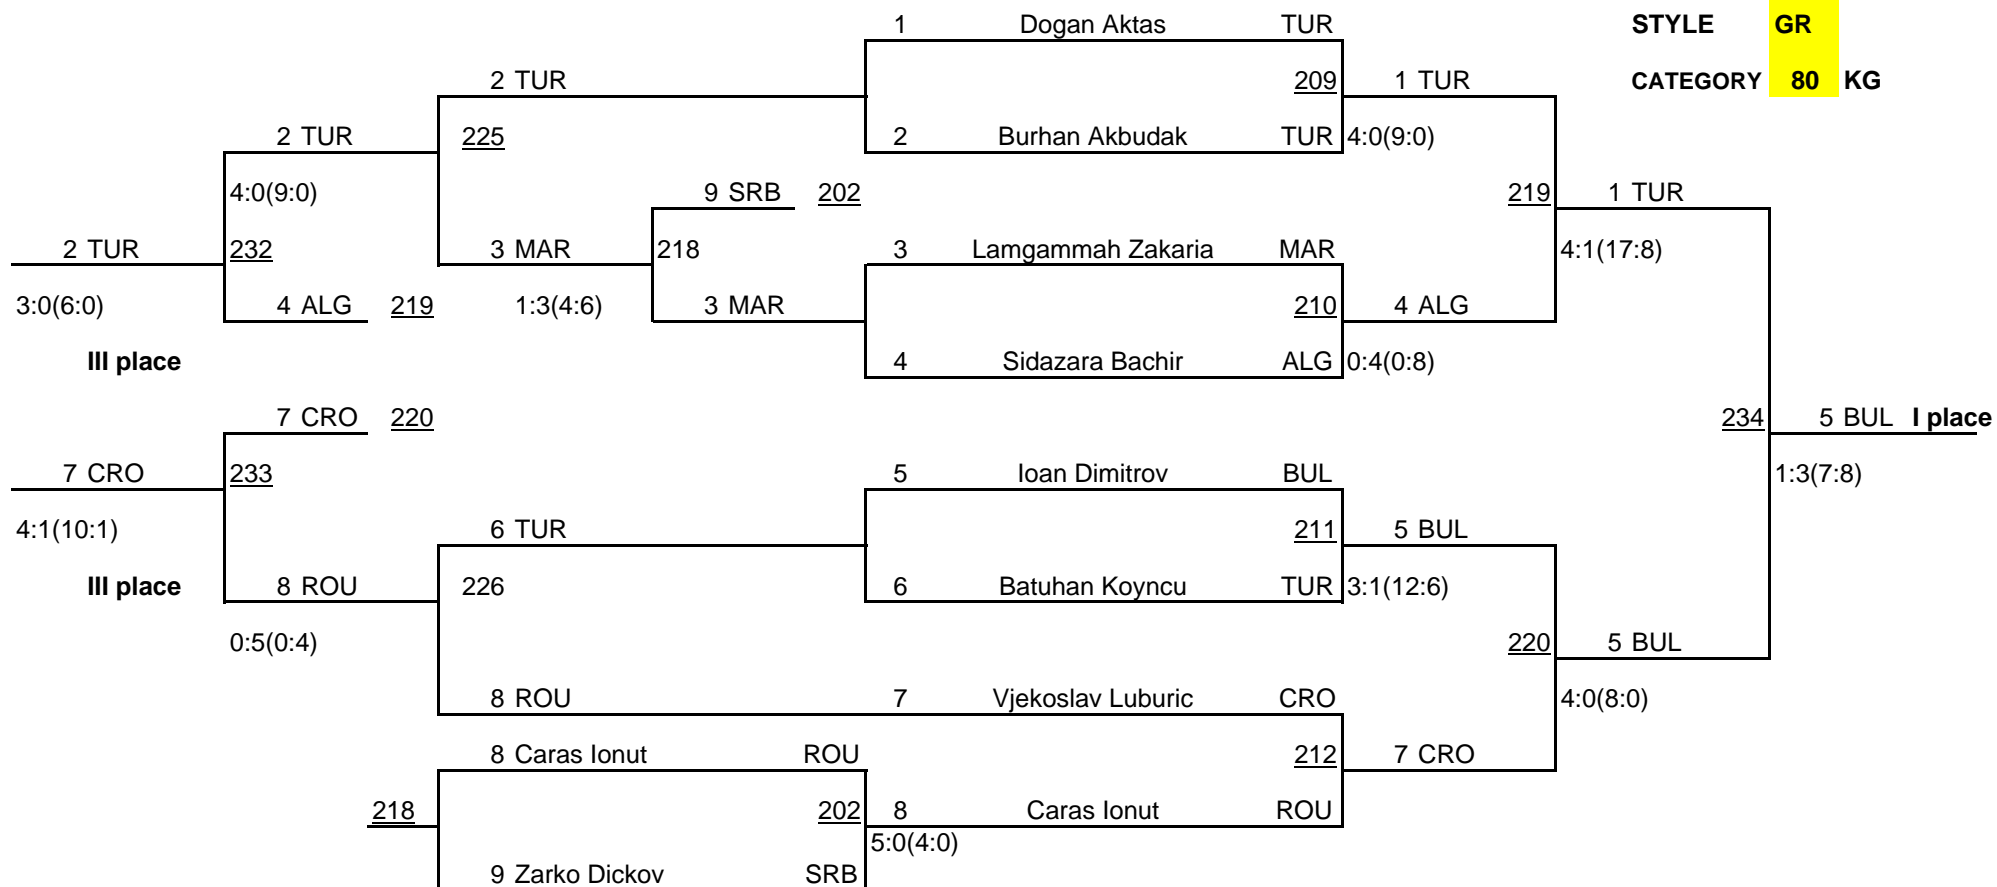 1 Dogan Aktas TUR STYLE GR
2 TUR 209 1 TUR CATEGORY 80 KG
2 TUR 225 2 Burhan Akbudak TUR 4:0(9:0)
4:0(9:0) 9 SRB 202 219 1 TUR
2 TUR 232 3 MAR 218 3 Lamgammah Zakaria MAR 4:1(17:8)
3:0(6:0) 4 ALG 219 1:3(4:6) 3 MAR 210 4 ALG
III place 4 Sidazara Bachir ALG 0:4(0:8)
7 CRO 220 234 5 BUL I place
7 CRO 233 5 Ioan Dimitrov BUL 1:3(7:8)
4:1(10:1) 6 TUR 211 5 BUL
III place 8 ROU 226 6 Batuhan Koyncu TUR 3:1(12:6)
0:5(0:4) 220 5 BUL
8 ROU 7 Vjekoslav Luburic CRO 4:0(8:0)
8 Caras Ionut ROU 212 7 CRO
218 202 8 Caras Ionut ROU
5:0(4:0)
9 Zarko Dickov SRB